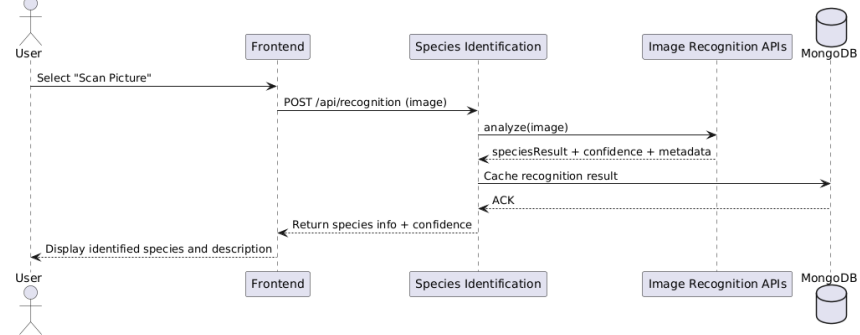 User
Frontend
Species Identification
Image Recognition APIs
MongoDB
Select "Scan Picture"
POST /api/recognition (image)
analyze(image)
speciesResult + confidence + metadata
Cache recognition result
ACK
Return species info + confidence
Display identified species and description
User
Frontend
Species Identification
Image Recognition APIs
MongoDB